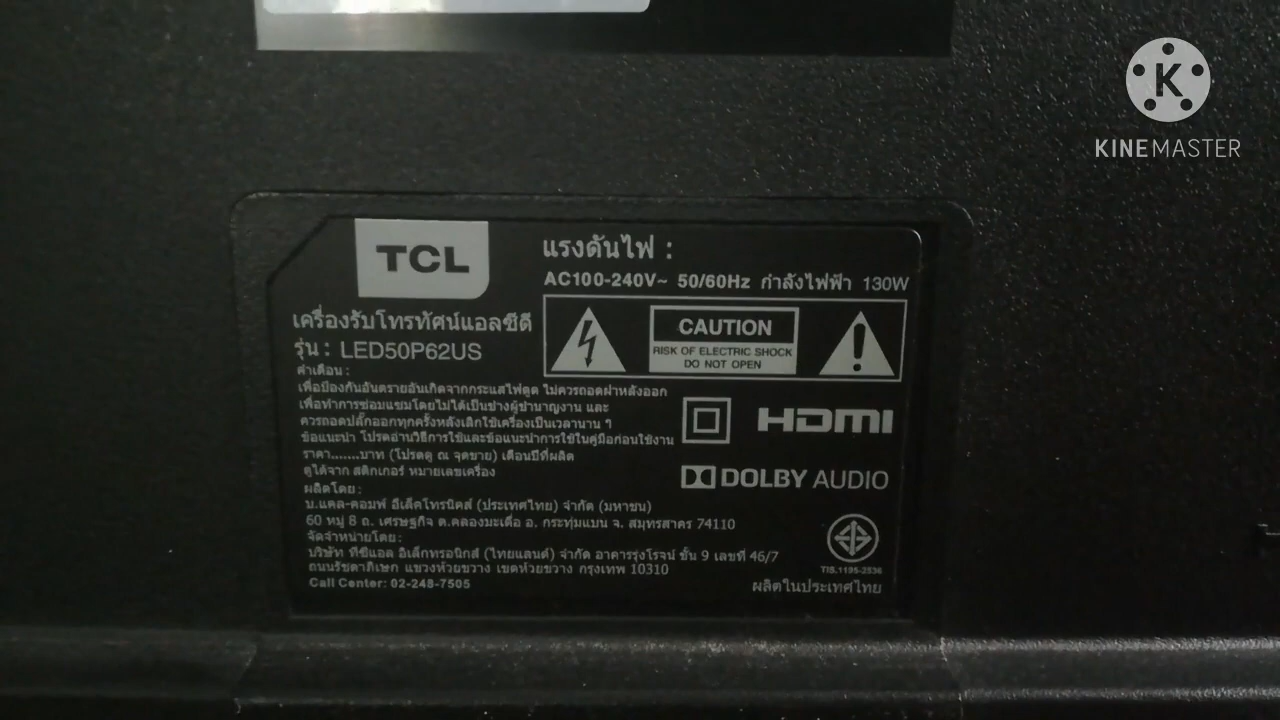 K
KINEMASTER
TCL
แรงดันไฟ :
AC100-240V~ 50/60Hz กำลังไฟฟ้า 130W
เครื่องรับโทรทัศน์แอลซีดี
รุ่น : LED50P62US
CAUTION
RISK OF ELECTRIC SHOCK
DO NOT OPEN
คำเตือน :
เพื่อป้องกันอันตรายอันเกิดจากกระแสไฟดูด ไม่ควรถอดฝาหลังออก
เพื่อทำการซ่อมแซมโดยไม่ได้เป็นช่างผู้ชำนาญงาน และ
ควรถอดปลั๊กออกทุกครั้งหลังเลิกใช้เครื่องเป็นเวลานาน ๆ
ข้อแนะนำ โปรดอ่านวิธีการใช้และข้อแนะนำการใช้ในคู่มือก่อนใช้งาน
ราคา.......บาท (โปรดดู ณ จุดขาย) เดือนปีที่ผลิต
ดูได้จาก สติกเกอร์ หมายเลขเครื่อง
HDMI
DOLBY AUDIO
ผลิตโดย :
บ.แคล-คอมพ์ อีเล็คโทรนิคส์ (ประเทศไทย) จำกัด (มหาชน)
60 หมู่ 8 ถ. เศรษฐกิจ ต.คลองมะเดื่อ อ. กระทุ่มแบน จ. สมุทรสาคร 74110
จัดจำหน่ายโดย :
บริษัท ทีซีแอล อิเล็กทรอนิกส์ (ไทยแลนด์) จำกัด อาคารรุ่งโรจน์ ชั้น 9 เลขที่ 46/7
ถนนรัชดาภิเษก แขวงห้วยขวาง เขตห้วยขวาง กรุงเทพ 10310
Call Center: 02-248-7505
TIS.1195-2536
ผลิตในประเทศไทย